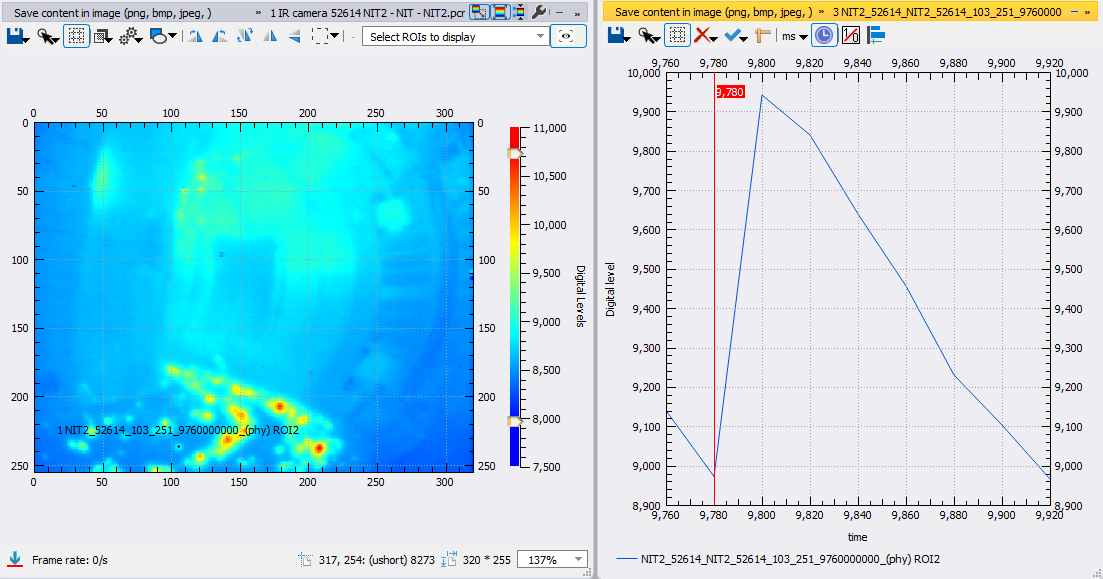 Save content in image (png, bmp, jpeg, ) » 1 IR camera 52614 NIT2 - NIT - NIT2.pcr »
Select ROIs to display
0 50 100 150 200 250 300
0 0
50 50
100 100
150 150
200 200
250 250
0 50 100 150 200 250 300
1 NIT2_52614_103_251_9760000000_(phy) ROI2
11,000
10,500
10,000
9,500
9,000
8,500
8,000
7,500
Digital Levels
Frame rate: 0/s
317, 254: (ushort) 8273
320 * 255
137%
Save content in image (png, bmp, jpeg, ) » 3 NIT2_52614_NIT2_52614_103_251_9760000 »
ms
9,760 9,780 9,800 9,820 9,840 9,860 9,880 9,900 9,920
9,780
10,000 10,000
9,900 9,900
9,800 9,800
9,700 9,700
9,600 9,600
9,500 9,500
9,400 9,400
9,300 9,300
9,200 9,200
9,100 9,100
9,000 9,000
8,900 8,900
Digital level
9,760 9,780 9,800 9,820 9,840 9,860 9,880 9,900 9,920
time
NIT2_52614_NIT2_52614_103_251_9760000000_(phy) ROI2